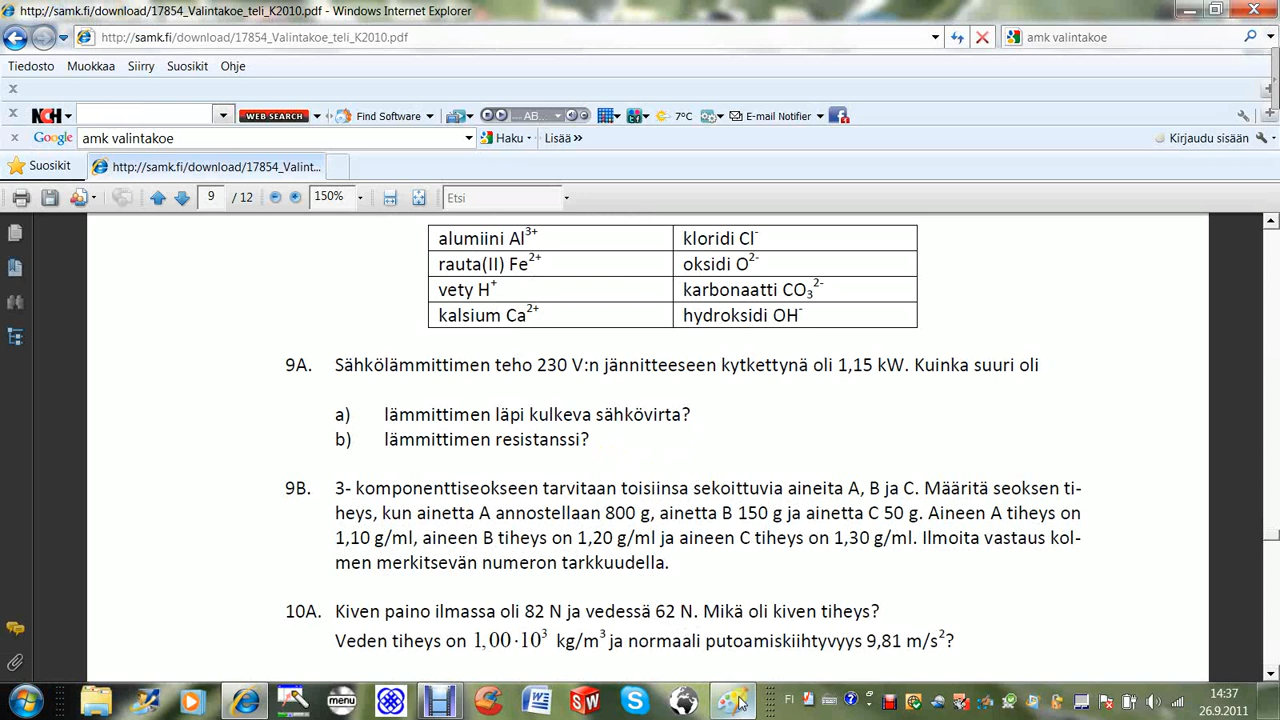 http://samk.fi/download/17854_Valintakoe_teli_K2010.pdf - Windows Internet Explorer
http://samk.fi/download/17854_Valintakoe_teli_K2010.pdf
amk valintakoe
Tiedosto Muokkaa Siirry Suosikit Ohje
x
x NCH WEB SEARCH Find Software AB... 7°C E-mail Notifier
x Google amk valintakoe Haku Lisää » Kirjaudu sisään
Suosikit http://samk.fi/download/17854_Valint...
9 / 12 150% Etsi
alumiini Al³⁺ kloridi Cl⁻
rauta(II) Fe²⁺ oksidi O²⁻
vety H⁺ karbonaatti CO₃²⁻
kalsium Ca²⁺ hydroksidi OH⁻
9A. Sähkölämmittimen teho 230 V:n jännitteeseen kytkettynä oli 1,15 kW. Kuinka suuri oli
a) lämmittimen läpi kulkeva sähkövirta?
b) lämmittimen resistanssi?
9B. 3- komponenttiseokseen tarvitaan toisiinsa sekoittuvia aineita A, B ja C. Määritä seoksen ti-
heys, kun ainetta A annostellaan 800 g, ainetta B 150 g ja ainetta C 50 g. Aineen A tiheys on
1,10 g/ml, aineen B tiheys on 1,20 g/ml ja aineen C tiheys on 1,30 g/ml. Ilmoita vastaus kol-
men merkitsevän numeron tarkkuudella.
10A. Kiven paino ilmassa oli 82 N ja vedessä 62 N. Mikä oli kiven tiheys?
Veden tiheys on 1,00·10³ kg/m³ ja normaali putoamiskiihtyvyys 9,81 m/s²?
menu W SW S FI 14:37
26.9.2011